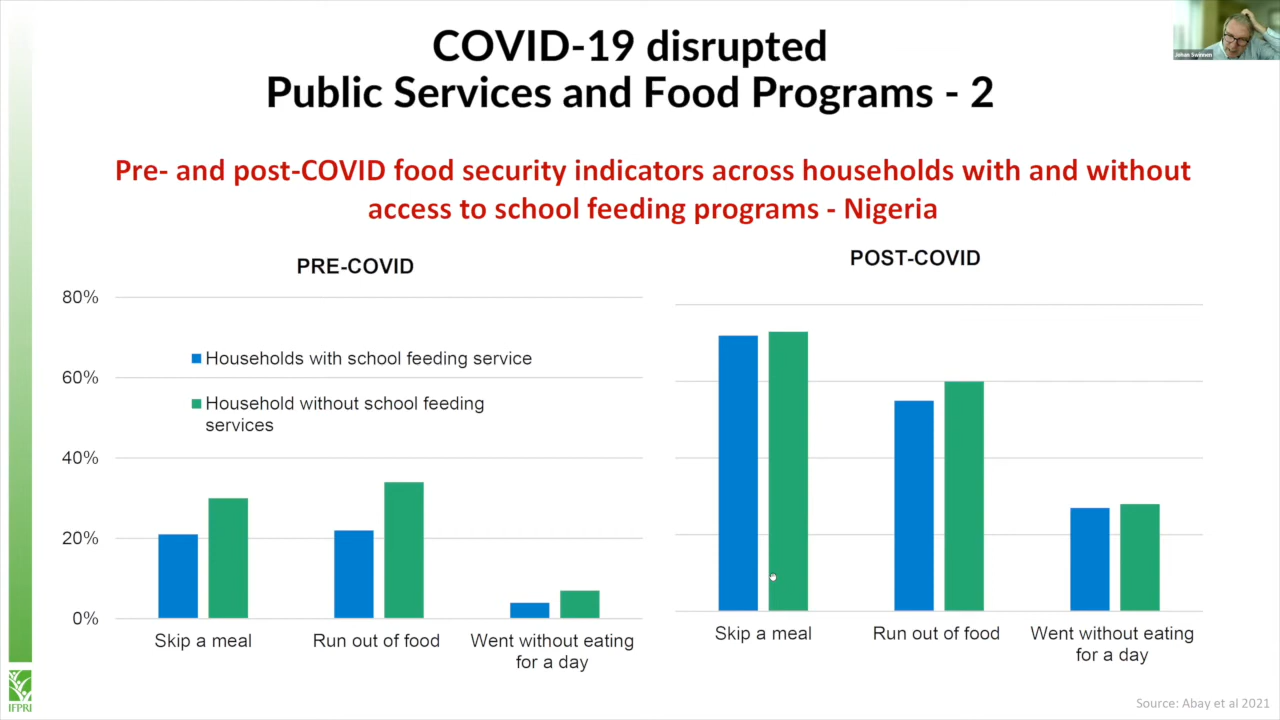 COVID-19 disrupted
Public Services and Food Programs - 2
Johan Swinnen
Pre- and post-COVID food security indicators across households with and without
access to school feeding programs - Nigeria
PRE-COVID
80%
60%
40%
20%
0%
Households with school feeding service
Household without school feeding
services
Skip a meal
Run out of food
Went without eating
for a day
POST-COVID
Skip a meal
Run out of food
Went without eating
for a day
IFPRI
Source: Abay et al 2021